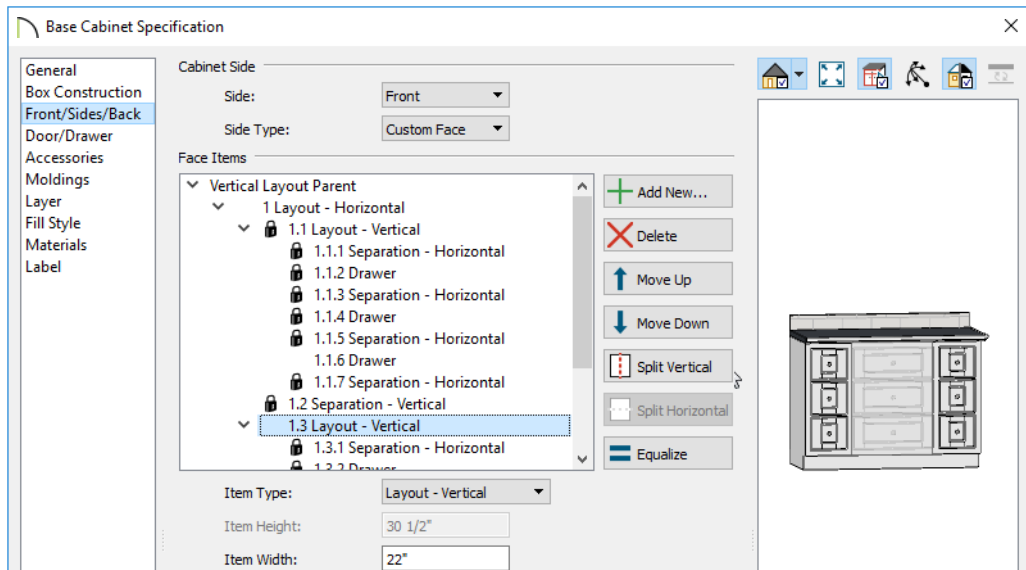 Base Cabinet Specification
General
Box Construction
Front/Sides/Back
Door/Drawer
Accessories
Moldings
Layer
Fill Style
Materials
Label
Cabinet Side
Side:
Front
Side Type:
Custom Face
Face Items
Vertical Layout Parent
1 Layout - Horizontal
1.1 Layout - Vertical
1.1.1 Separation - Horizontal
1.1.2 Drawer
1.1.3 Separation - Horizontal
1.1.4 Drawer
1.1.5 Separation - Horizontal
1.1.6 Drawer
1.1.7 Separation - Horizontal
1.2 Separation - Vertical
1.3 Layout - Vertical
1.3.1 Separation - Horizontal
1.3.2 Drawer
Add New...
Delete
Move Up
Move Down
Split Vertical
Split Horizontal
Equalize
Item Type:
Layout - Vertical
Item Height:
30 1/2"
Item Width:
22"